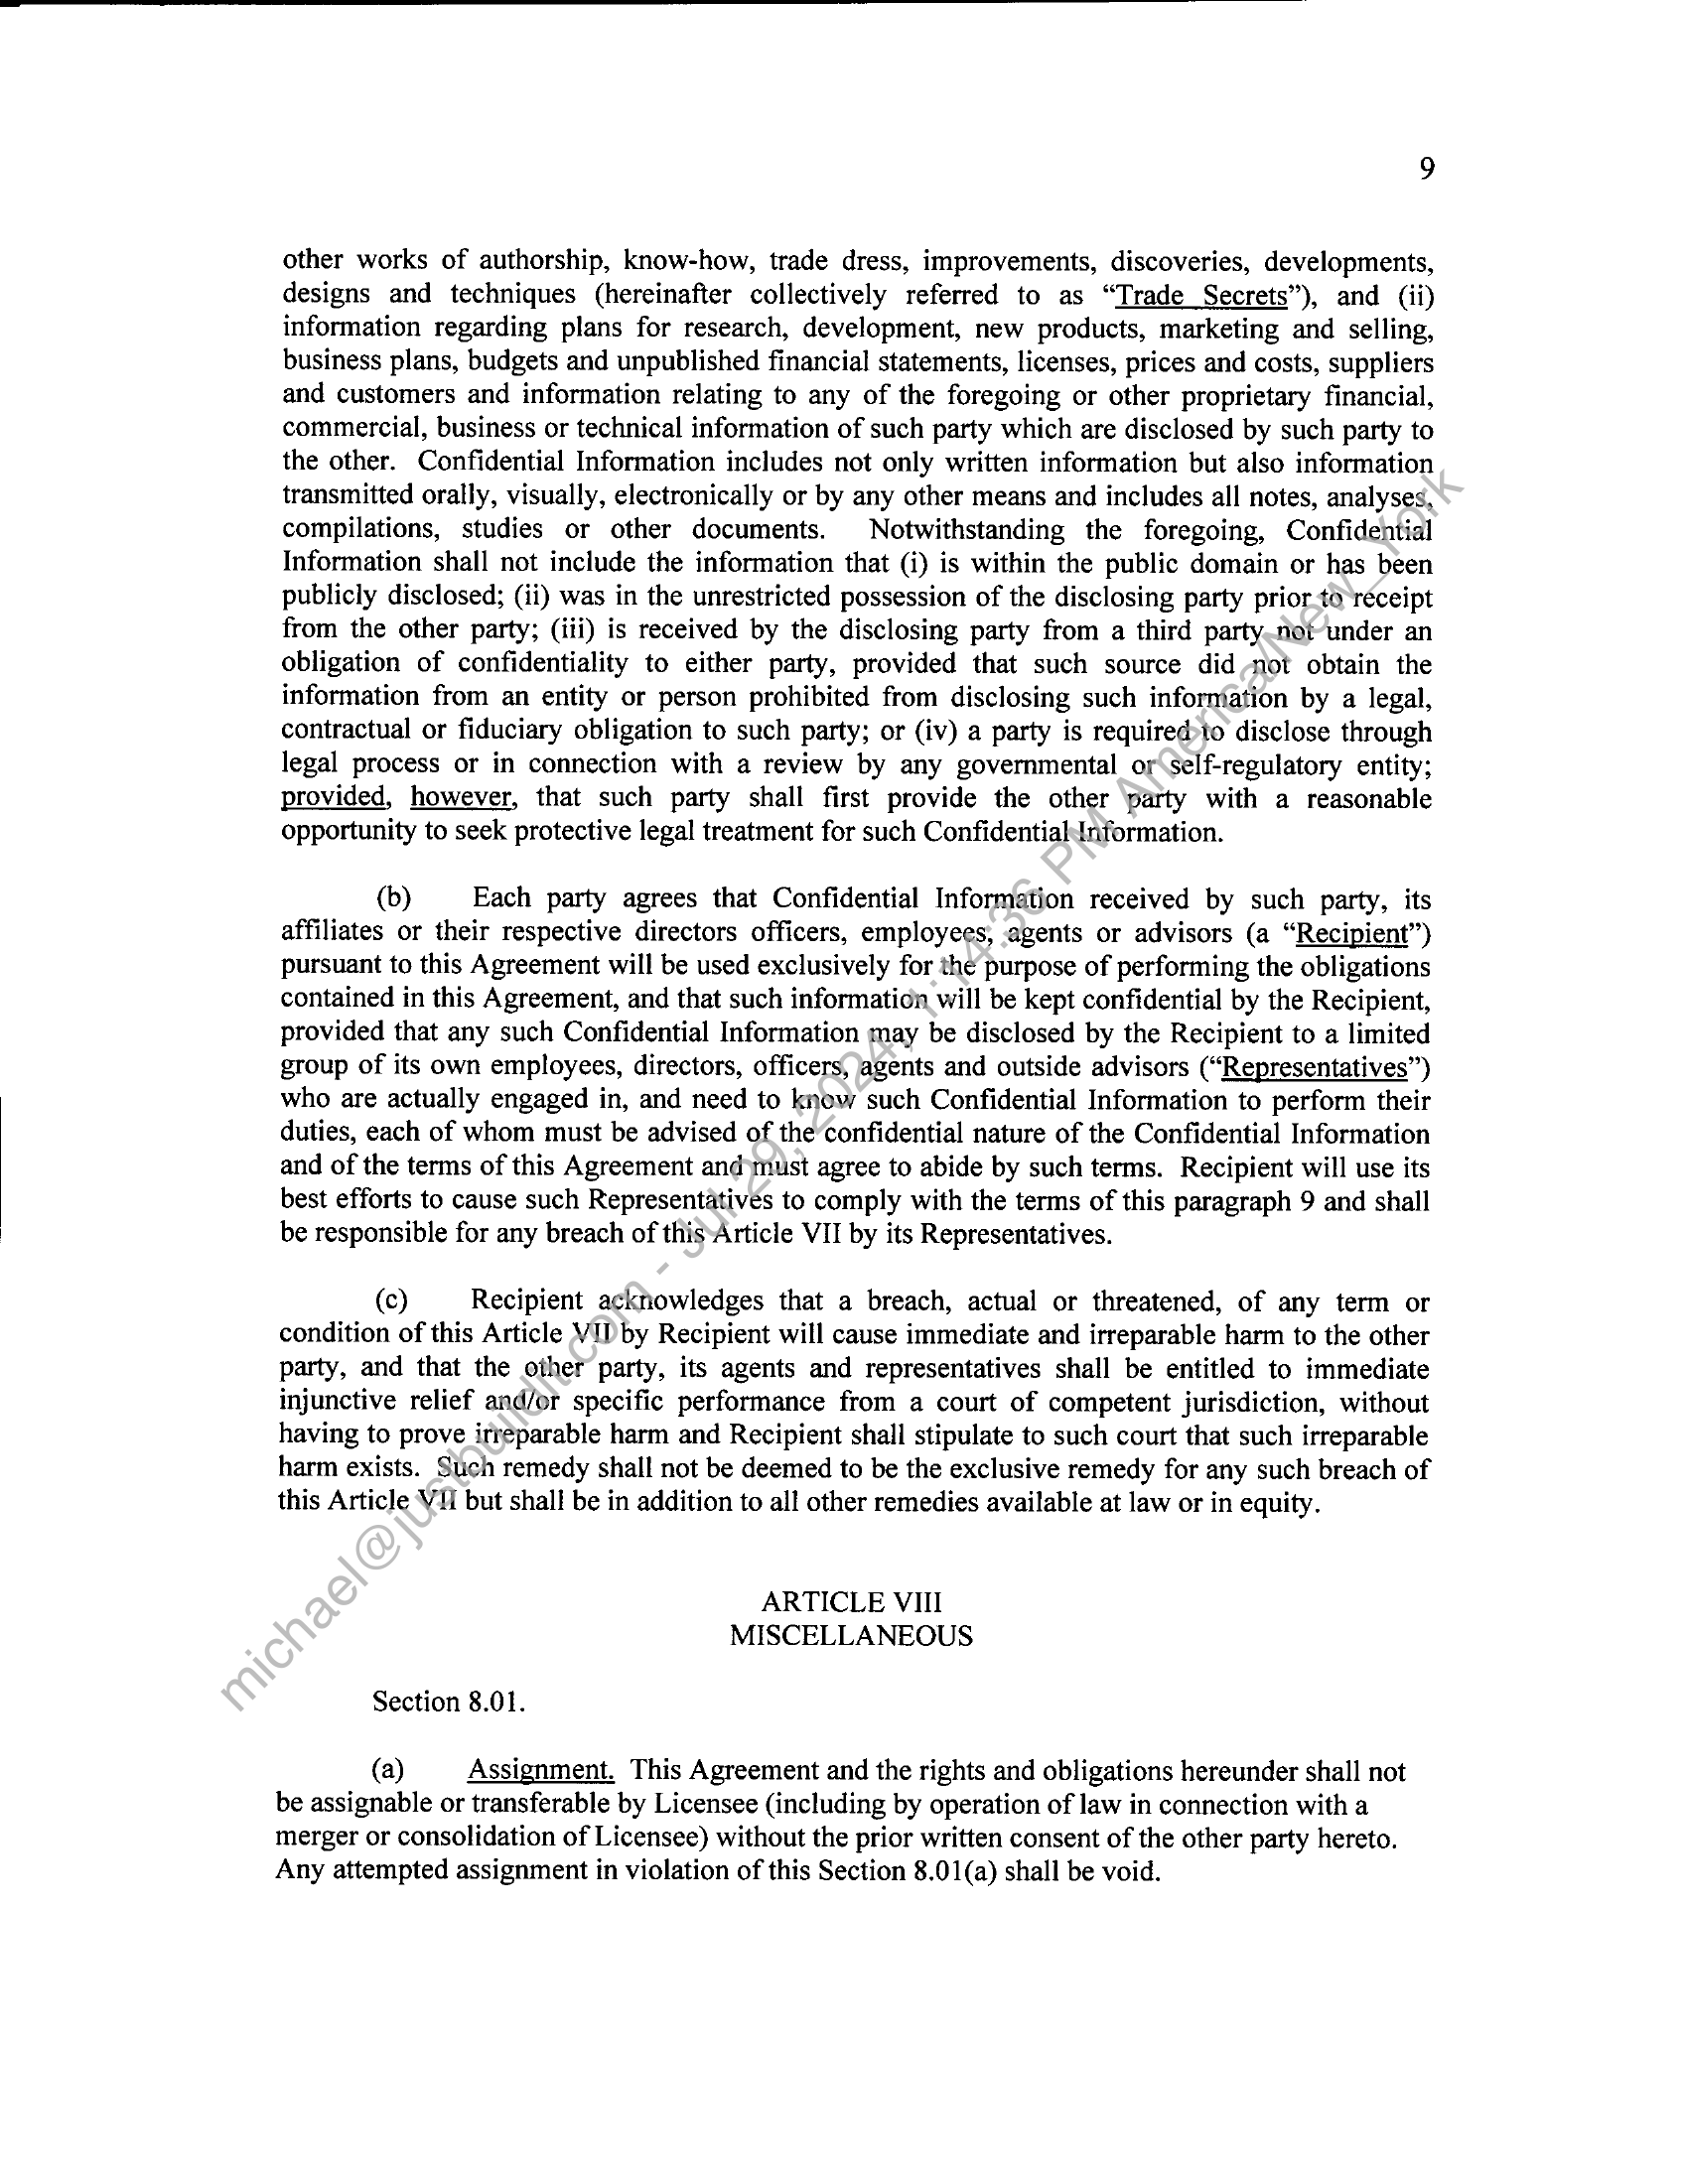 9
other works of authorship, know-how, trade dress, improvements, discoveries, developments,
designs and techniques (hereinafter collectively referred to as “Trade Secrets”), and (ii)
information regarding plans for research, development, new products, marketing and selling,
business plans, budgets and unpublished financial statements, licenses, prices and costs, suppliers
and customers and information relating to any of the foregoing or other proprietary financial,
commercial, business or technical information of such party which are disclosed by such party to
the other. Confidential Information includes not only written information but also information
transmitted orally, visually, electronically or by any other means and includes all notes, analyses,
compilations, studies or other documents. Notwithstanding the foregoing, Confidential
Information shall not include the information that (i) is within the public domain or has been
publicly disclosed; (ii) was in the unrestricted possession of the disclosing party prior to receipt
from the other party; (iii) is received by the disclosing party from a third party not under an
obligation of confidentiality to either party, provided that such source did not obtain the
information from an entity or person prohibited from disclosing such information by a legal,
contractual or fiduciary obligation to such party; or (iv) a party is required to disclose through
legal process or in connection with a review by any governmental or self-regulatory entity;
provided, however, that such party shall first provide the other party with a reasonable
opportunity to seek protective legal treatment for such Confidential Information.
(b) Each party agrees that Confidential Information received by such party, its
affiliates or their respective directors officers, employees, agents or advisors (a “Recipient”)
pursuant to this Agreement will be used exclusively for the purpose of performing the obligations
contained in this Agreement, and that such information will be kept confidential by the Recipient,
provided that any such Confidential Information may be disclosed by the Recipient to a limited
group of its own employees, directors, officers, agents and outside advisors (“Representatives”)
who are actually engaged in, and need to know such Confidential Information to perform their
duties, each of whom must be advised of the confidential nature of the Confidential Information
and of the terms of this Agreement and must agree to abide by such terms. Recipient will use its
best efforts to cause such Representatives to comply with the terms of this paragraph 9 and shall
be responsible for any breach of this Article VII by its Representatives.
(c) Recipient acknowledges that a breach, actual or threatened, of any term or
condition of this Article VII by Recipient will cause immediate and irreparable harm to the other
party, and that the other party, its agents and representatives shall be entitled to immediate
injunctive relief and/or specific performance from a court of competent jurisdiction, without
having to prove irreparable harm and Recipient shall stipulate to such court that such irreparable
harm exists. Such remedy shall not be deemed to be the exclusive remedy for any such breach of
this Article VII but shall be in addition to all other remedies available at law or in equity.
ARTICLE VIII
MISCELLANEOUS
Section 8.01.
(a) Assignment. This Agreement and the rights and obligations hereunder shall not
be assignable or transferable by Licensee (including by operation of law in connection with a
merger or consolidation of Licensee) without the prior written consent of the other party hereto.
Any attempted assignment in violation of this Section 8.01(a) shall be void.
michael@justbuildit.com - Jul 29, 2024, 1:14:36 PM America/New_York